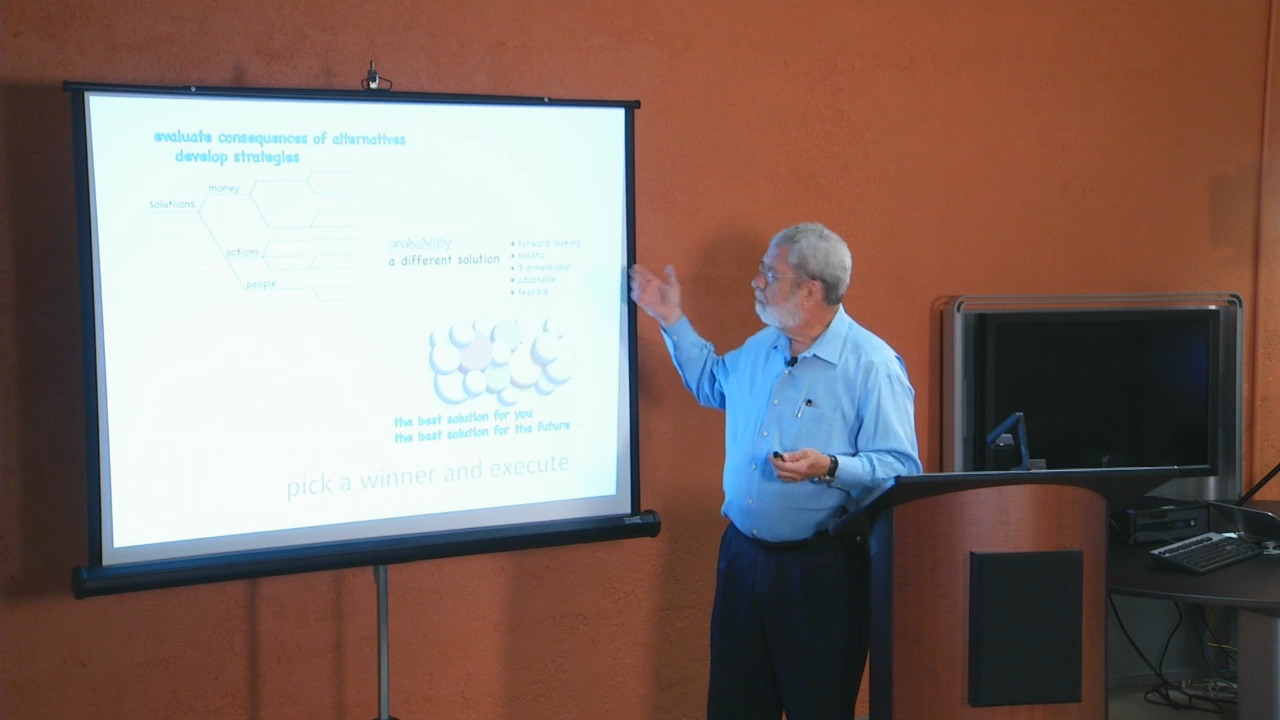 evaluate consequences of alternatives
develop strategies
money
solutiions
actions
people
probability
a different solution
• forward looking
• holistic
• 3 dimensional
• adaptable
• feasible
the best solution for you
the best solution for the future
pick a winner and execute